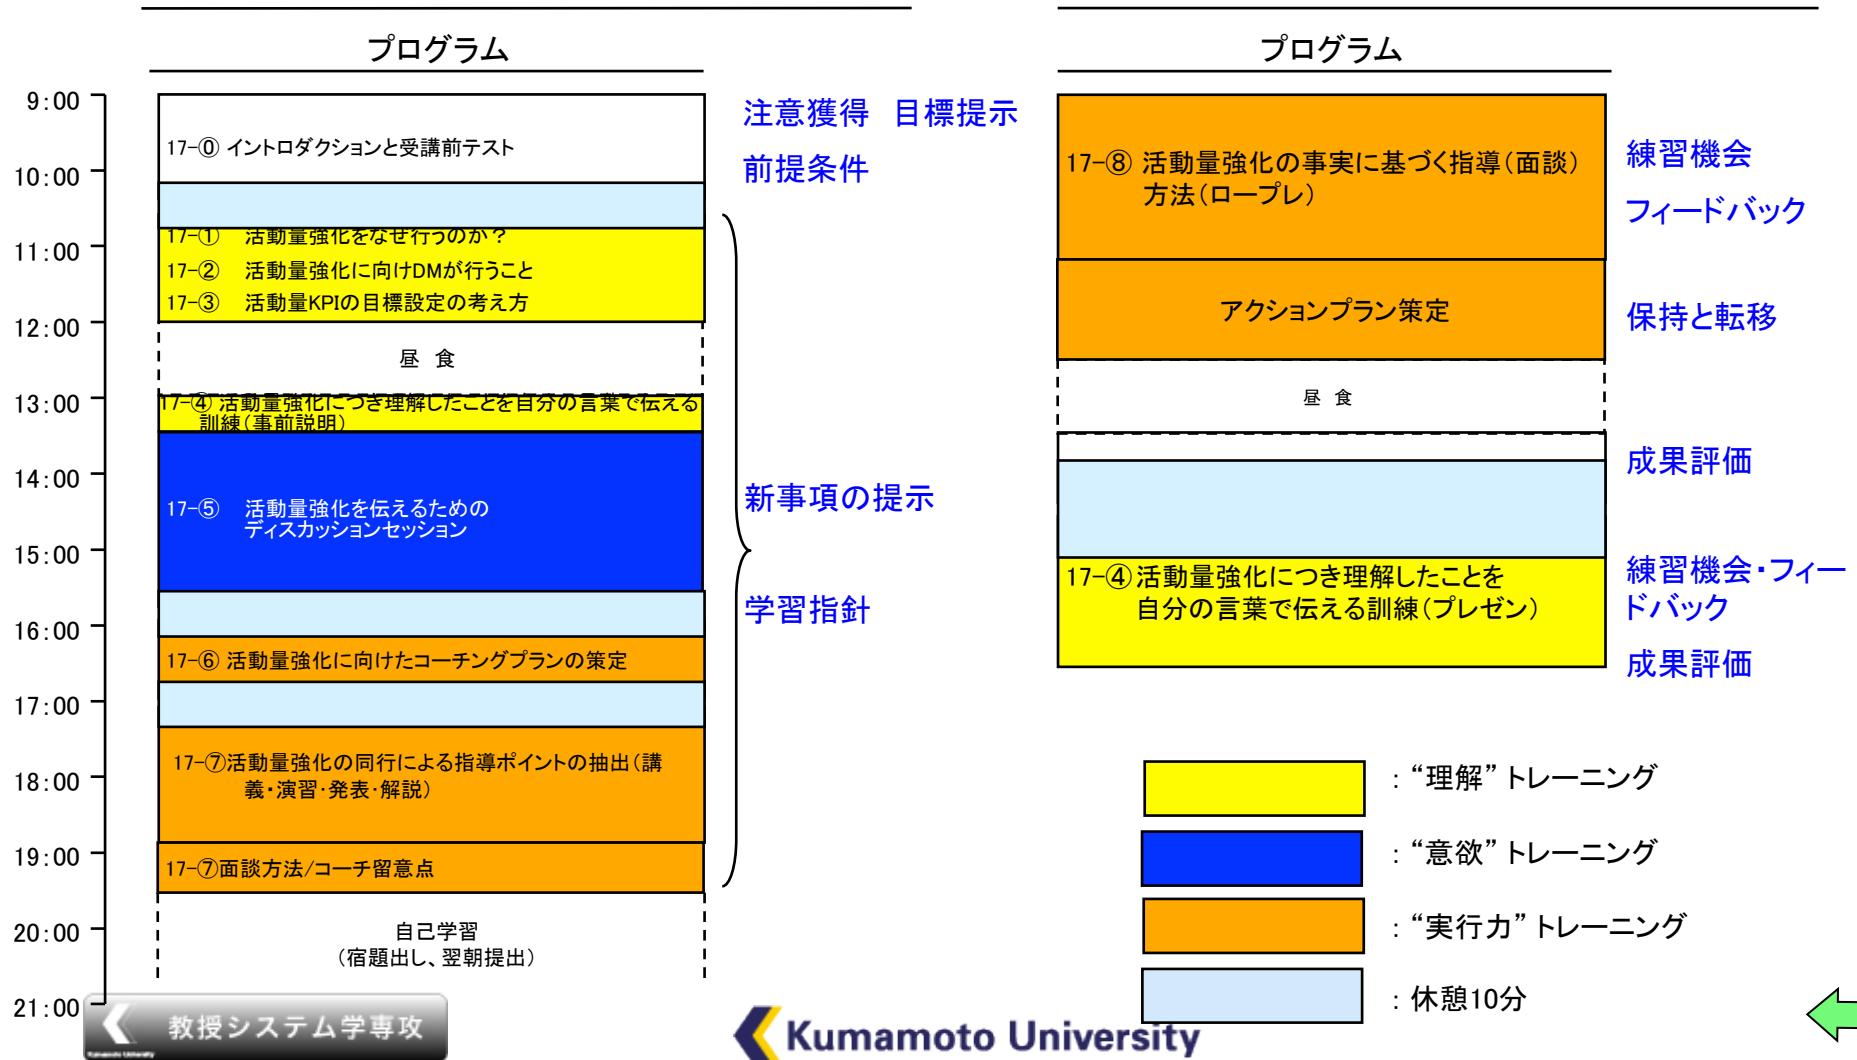 プログラム
9:00
10:00
11:00
12:00
13:00
14:00
15:00
16:00
17:00
18:00
19:00
20:00
21:00
17-⓪ イントロダクションと受講前テスト
17-① 活動量強化をなぜ行うのか？
17-② 活動量強化に向けDMが行うこと
17-③ 活動量KPIの目標設定の考え方
昼 食
17-④ 活動量強化につき理解したことを自分の言葉で伝える
訓練(事前説明)
17-⑤ 活動量強化を伝えるための
ディスカッションセッション
17-⑥ 活動量強化に向けたコーチングプランの策定
17-⑦活動量強化の同行による指導ポイントの抽出(講
義・演習・発表・解説)
17-⑦面談方法/コーチ留意点
自己学習
(宿題出し、翌朝提出)
注意獲得 目標提示
前提条件
新事項の提示
学習指針
プログラム
17-⑧ 活動量強化の事実に基づく指導(面談)
方法(ロープレ)
アクションプラン策定
昼 食
17-④活動量強化につき理解したことを
自分の言葉で伝える訓練(プレゼン)
練習機会
フィードバック
保持と転移
成果評価
練習機会・フィー
ドバック
成果評価
：“理解”トレーニング
：“意欲”トレーニング
：“実行力”トレーニング
：休憩10分
教授システム学専攻
Kumamoto University
Kumamoto University